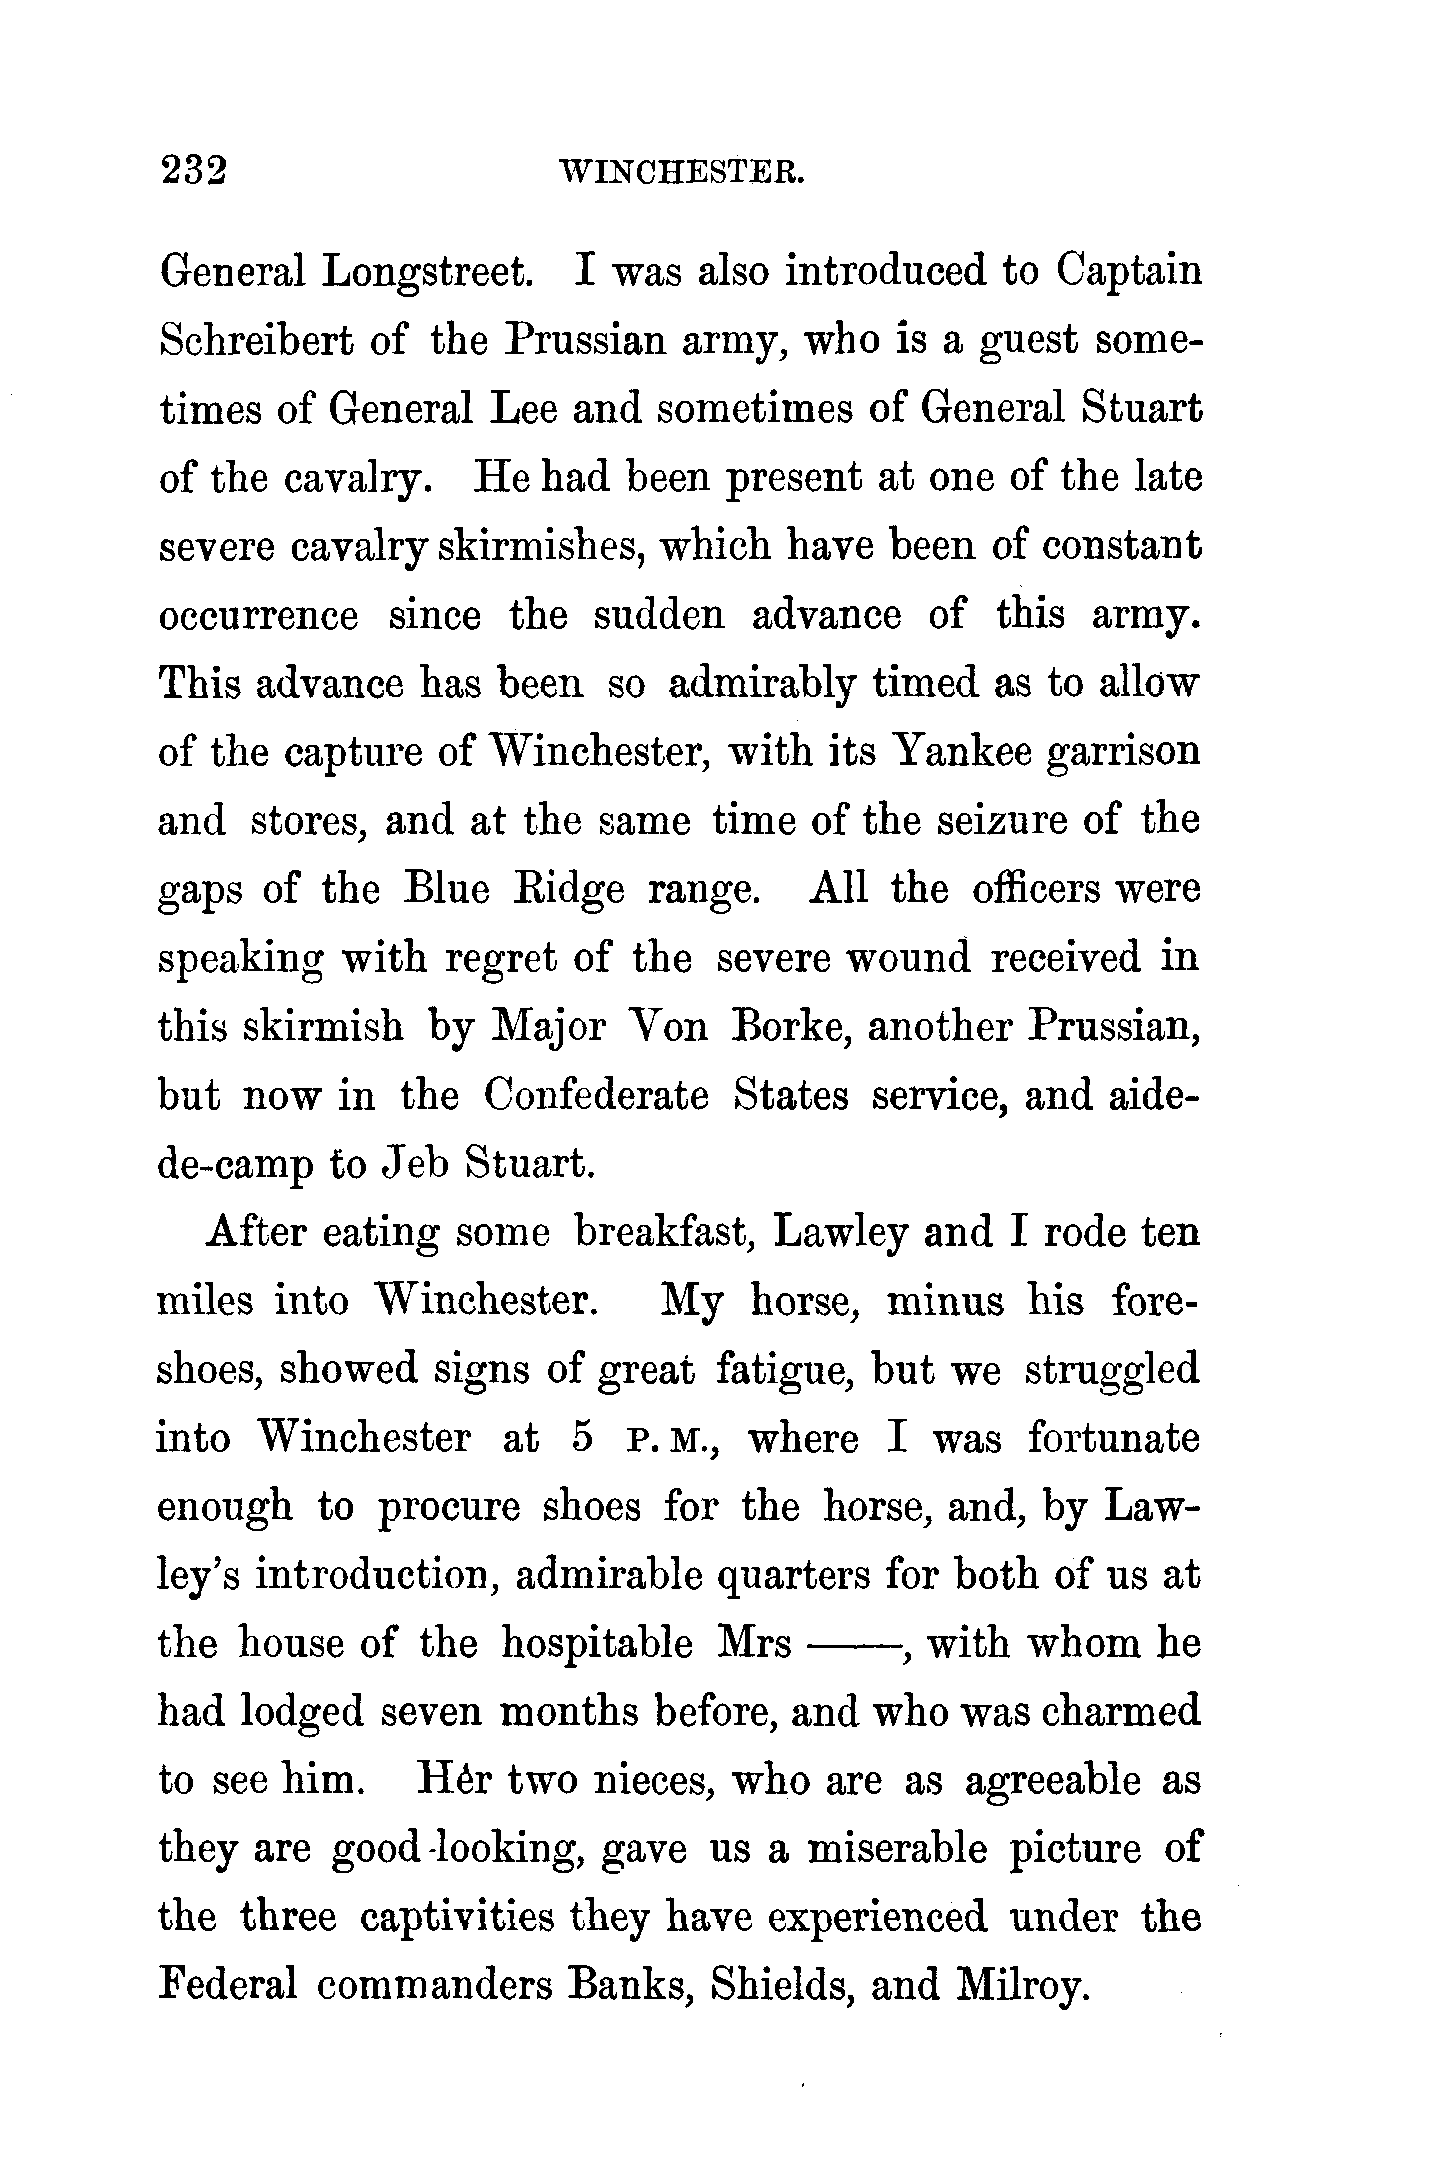 232 WINCHESTER.
General Longstreet. I was also introduced to Captain
Schreibert of the Prussian army, who is a guest some-
times of General Lee and sometimes of General Stuart
of the cavalry. He had been present at one of the late
severe cavalry skirmishes, which have been of constant
occurrence since the sudden advance of this army.
This advance has been so admirably timed as to allow
of the capture of Winchester, with its Yankee garrison
and stores, and at the same time of the seizure of the
gaps of the Blue Ridge range. All the officers were
speaking with regret of the severe wound received in
this skirmish by Major Von Borke, another Prussian,
but now in the Confederate States service, and aide-
de-camp to Jeb Stuart.
After eating some breakfast, Lawley and I rode ten
miles into Winchester. My horse, minus his fore-
shoes, showed signs of great fatigue, but we struggled
into Winchester at 5 P. M., where I was fortunate
enough to procure shoes for the horse, and, by Law-
ley's introduction, admirable quarters for both of us at
the house of the hospitable Mrs ——, with whom he
had lodged seven months before, and who was charmed
to see him. Her two nieces, who are as agreeable as
they are good-looking, gave us a miserable picture of
the three captivities they have experienced under the
Federal commanders Banks, Shields, and Milroy.